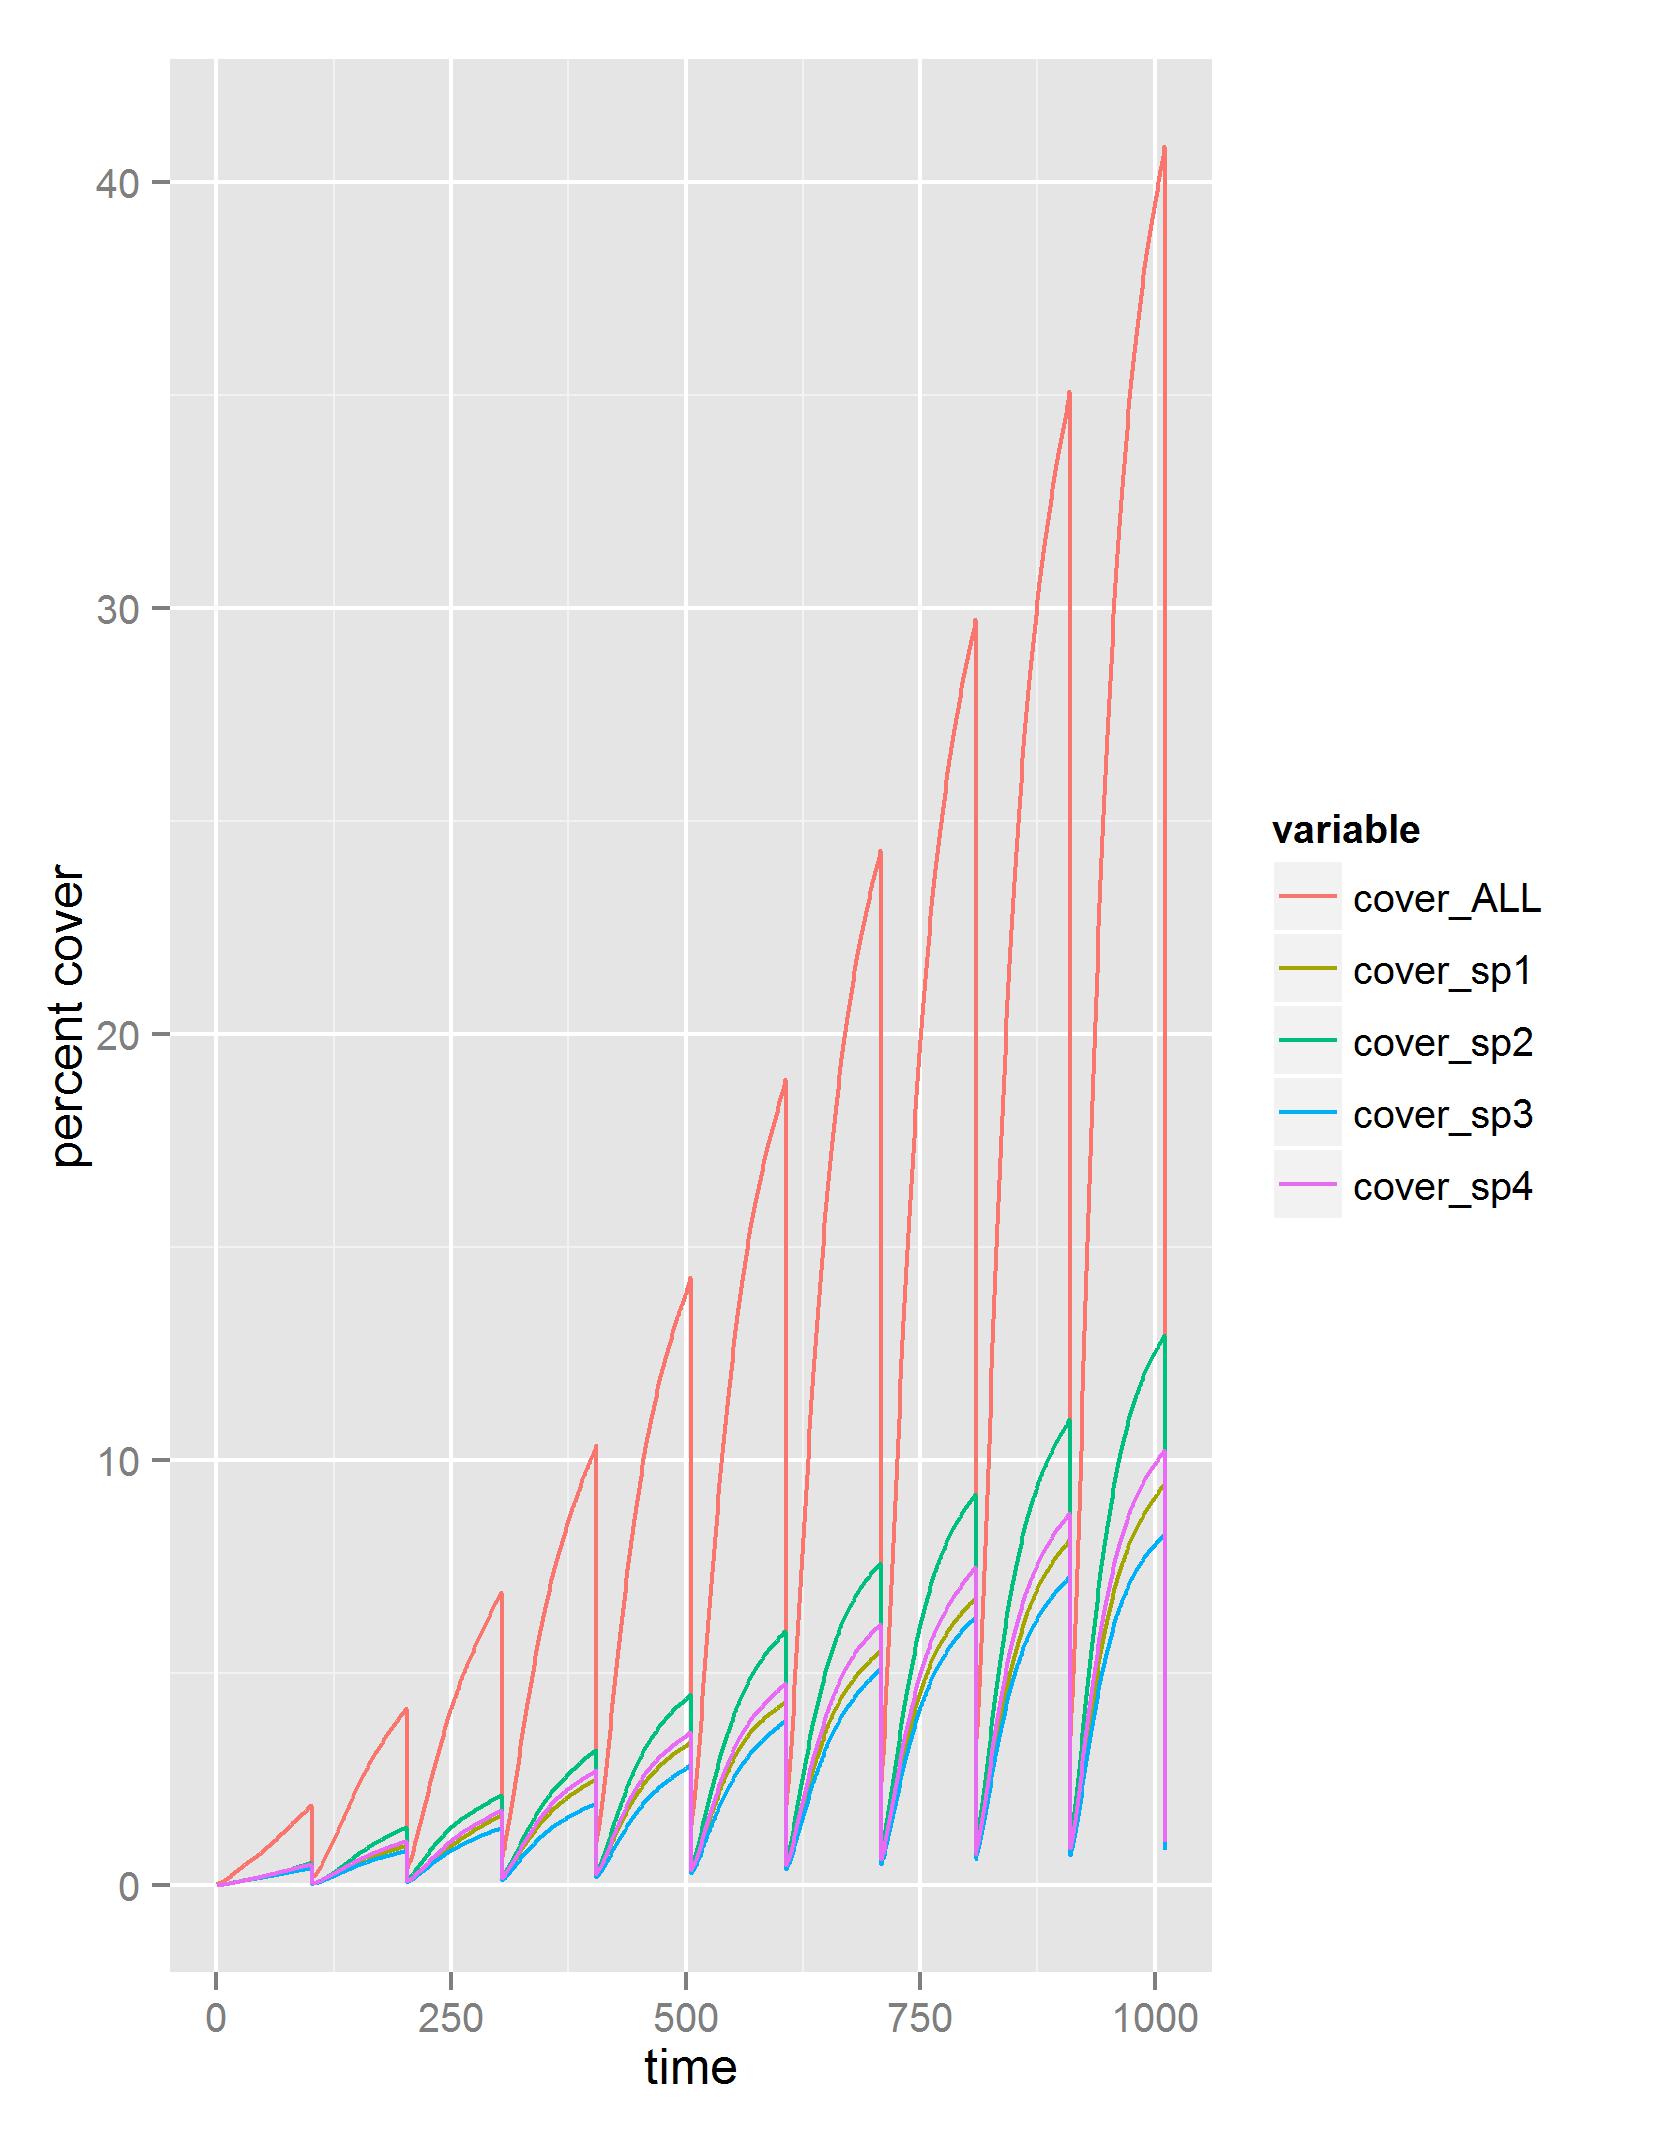 percent cover
40
30
20
10
0
0 250 500 750 1000
time
variable
cover_ALL
cover_sp1
cover_sp2
cover_sp3
cover_sp4